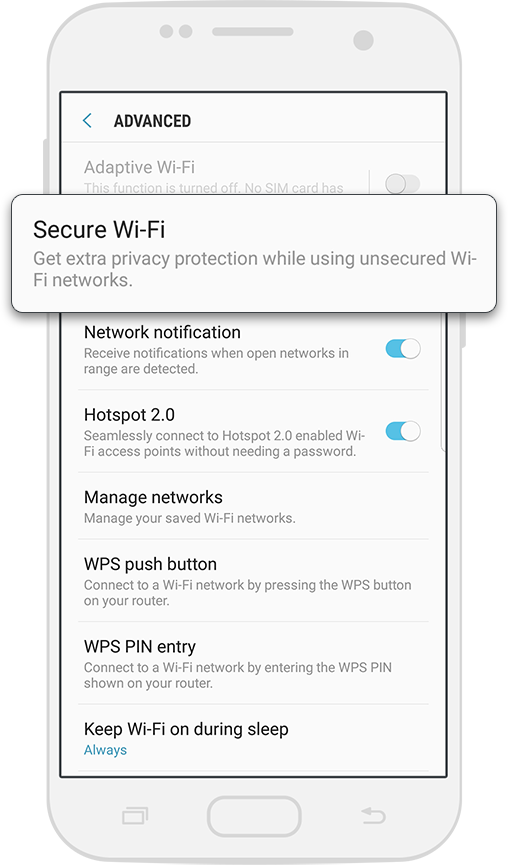 ADVANCED
Adaptive Wi-Fi
This function is turned off. No SIM card has
Secure Wi-Fi
Get extra privacy protection while using unsecured Wi-
Fi networks.
Network notification
Receive notifications when open networks in
range are detected.
Hotspot 2.0
Seamlessly connect to Hotspot 2.0 enabled Wi-
Fi access points without needing a password.
Manage networks
Manage your saved Wi-Fi networks.
WPS push button
Connect to a Wi-Fi network by pressing the WPS button
on your router.
WPS PIN entry
Connect to a Wi-Fi network by entering the WPS PIN
shown on your router.
Keep Wi-Fi on during sleep
Always